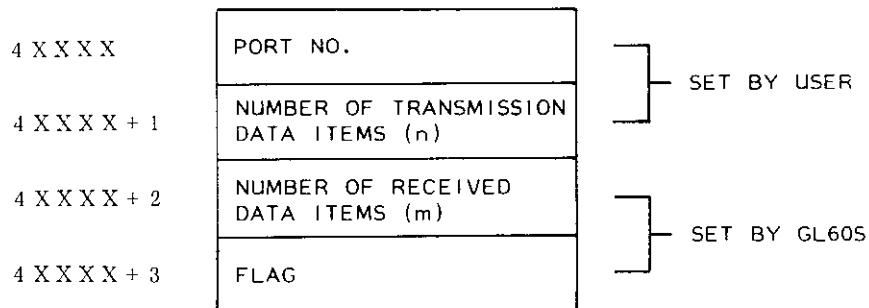 4XXXX PORT NO.
SET BY USER
4XXXX+1 NUMBER OF TRANSMISSION
DATA ITEMS (n)
4XXXX+2 NUMBER OF RECEIVED
DATA ITEMS (m)
SET BY GL60S
4XXXX+3 FLAG